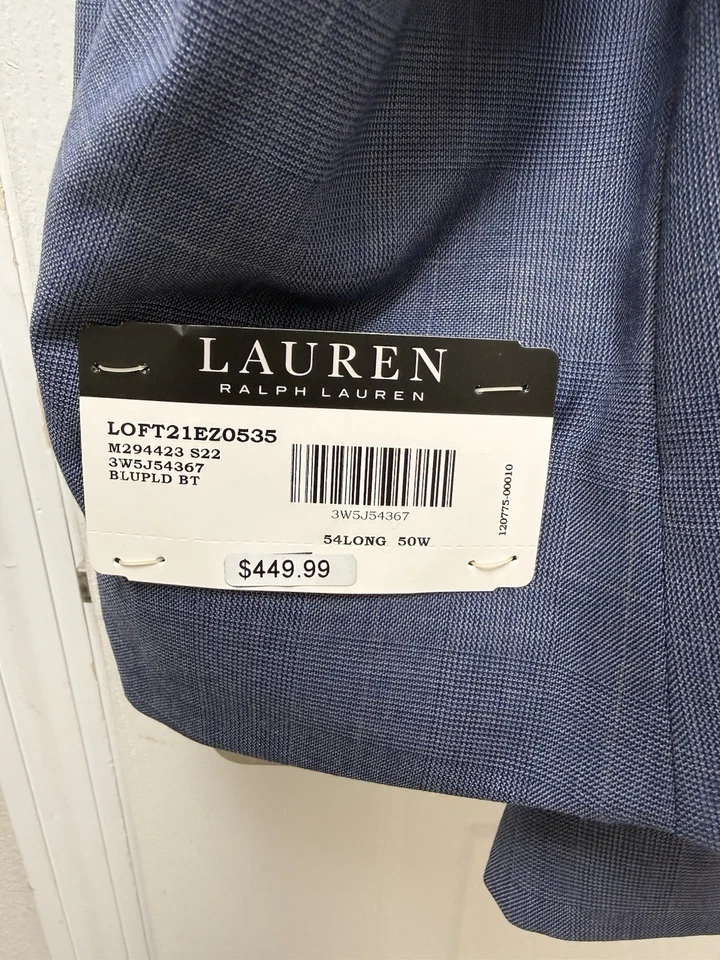 LAUREN
RALPH LAUREN
LOFT21EZ0535
M294423 S22
3W5J54367
BLUPLD BT
3W5J54367
120775-00010
54LONG 50W
$449.99